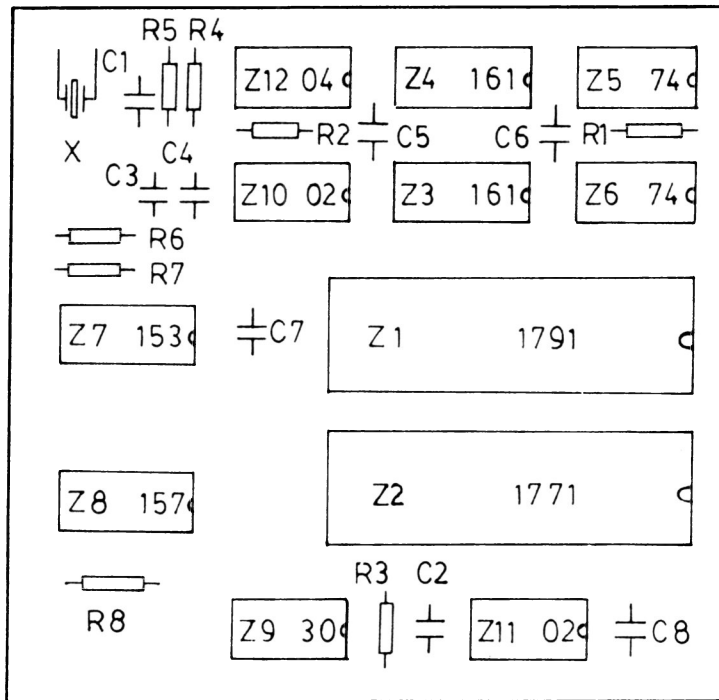 R5 R4
C1
Z12 04
Z4 161
Z5 74
X
R2
C5
C6
R1
C4
C3
Z10 02
Z3 161
Z6 74
R6
R7
Z7 153
C7
Z1 1791
Z8 157
Z2 1771
R3
C2
R8
Z9 30
Z11 02
C8